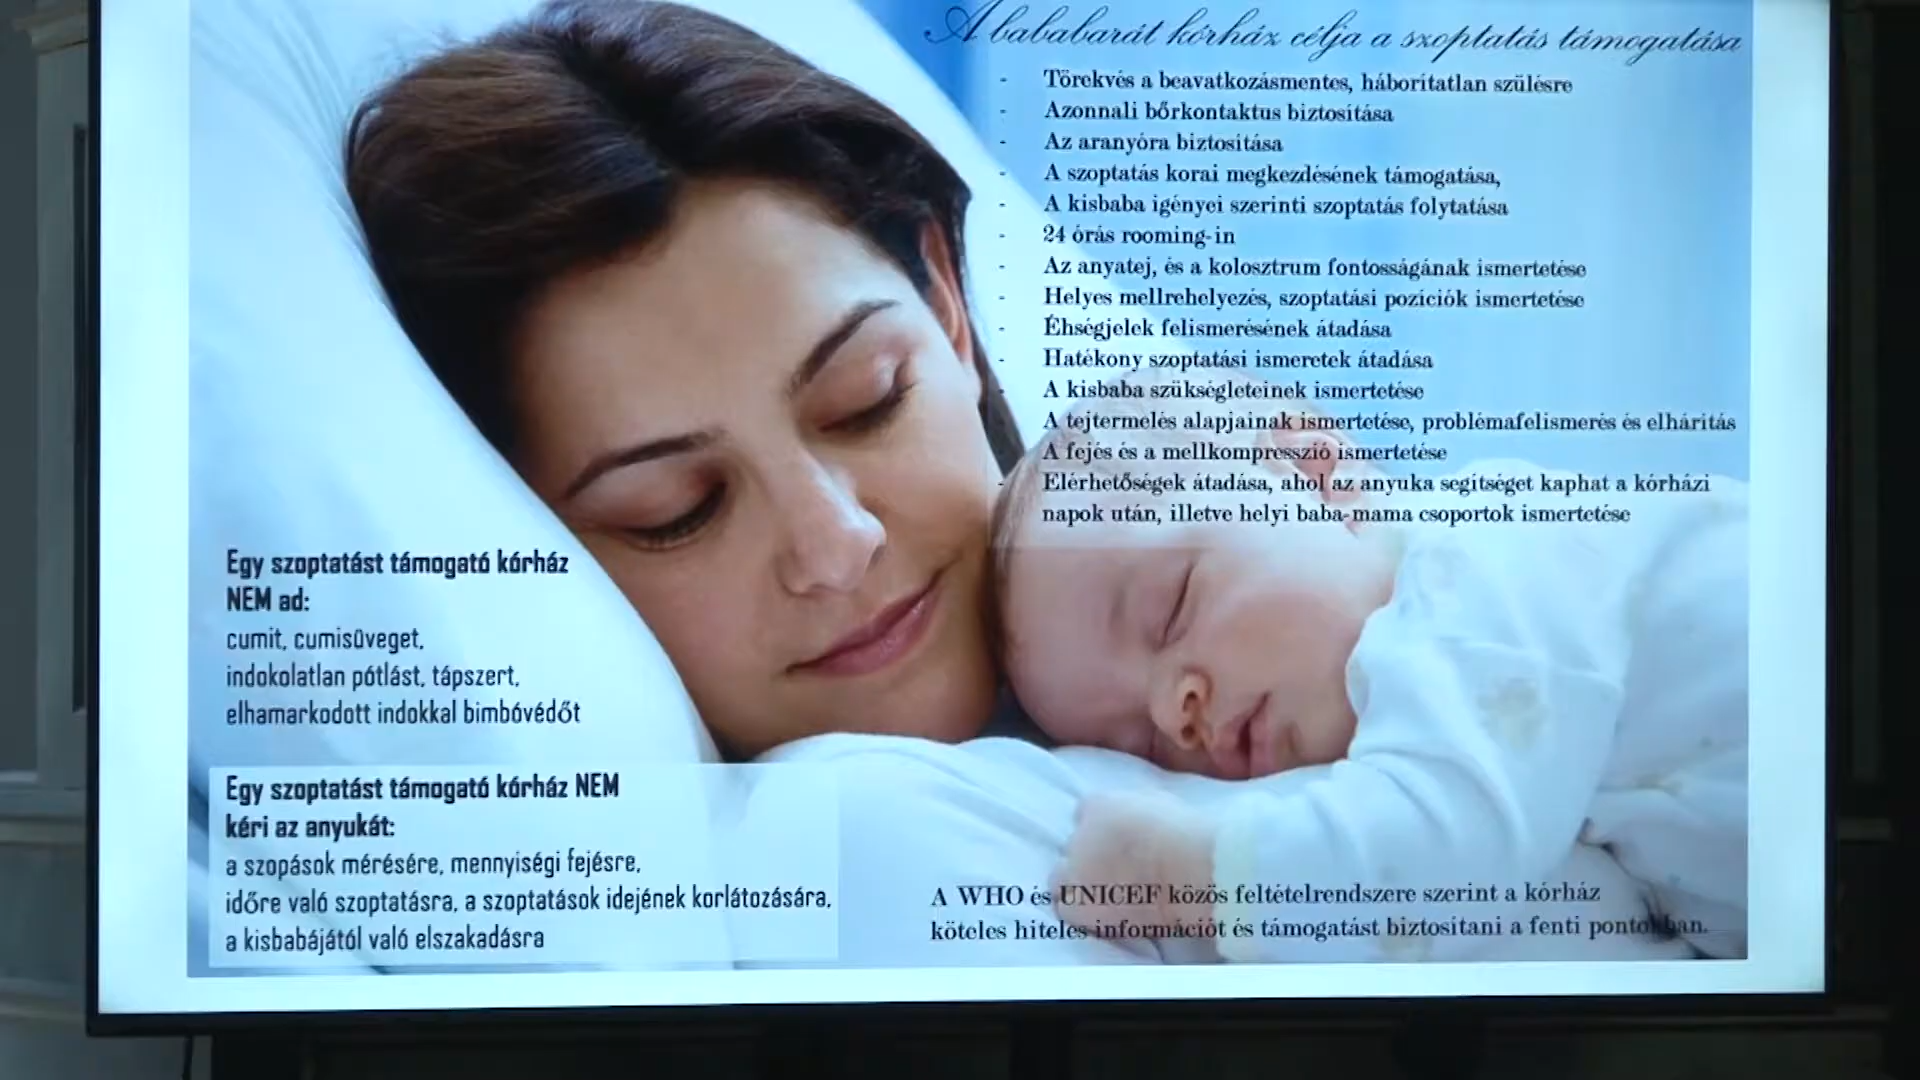 A bababarát kórház célja a szoptatás támogatása
- Törekvés a beavatkozásmentes, háborítatlan szülésre
- Azonnali bőrkontaktus biztosítása
- Az aranyóra biztosítása
- A szoptatás korai megkezdésének támogatása,
- A kisbaba igényei szerinti szoptatás folytatása
- 24 órás rooming-in
- Az anyatej, és a kolosztrum fontosságának ismertetése
- Helyes mellrehelyezés, szoptatási pozíciók ismertetése
- Éhségjelek felismerésének átadása
- Hatékony szoptatási ismeretek átadása
- A kisbaba szükségleteinek ismertetése
A tejtermelés alapjainak ismertetése, problémafelismerés és elhárítás
A fejés és a mellkompresszió ismertetése
- Elérhetőségek átadása, ahol az anyuka segítséget kaphat a kórházi
napok után, illetve helyi baba-mama csoportok ismertetése
Egy szoptatást támogató kórház
NEM ad:
cumit, cumisüveget,
indokolatlan pótlást, tápszert,
elhamarkodott indokkal bimbóvédőt
Egy szoptatást támogató kórház NEM
kéri az anyukát:
a szopások mérésére, mennyiségi fejésre,
időre való szoptatásra, a szoptatások idejének korlátozására,
a kisbabájától való elszakadásra
A WHO és UNICEF közös feltételrendszere szerint a kórház
köteles hiteles információt és támogatást biztosítani a fenti pontokban.